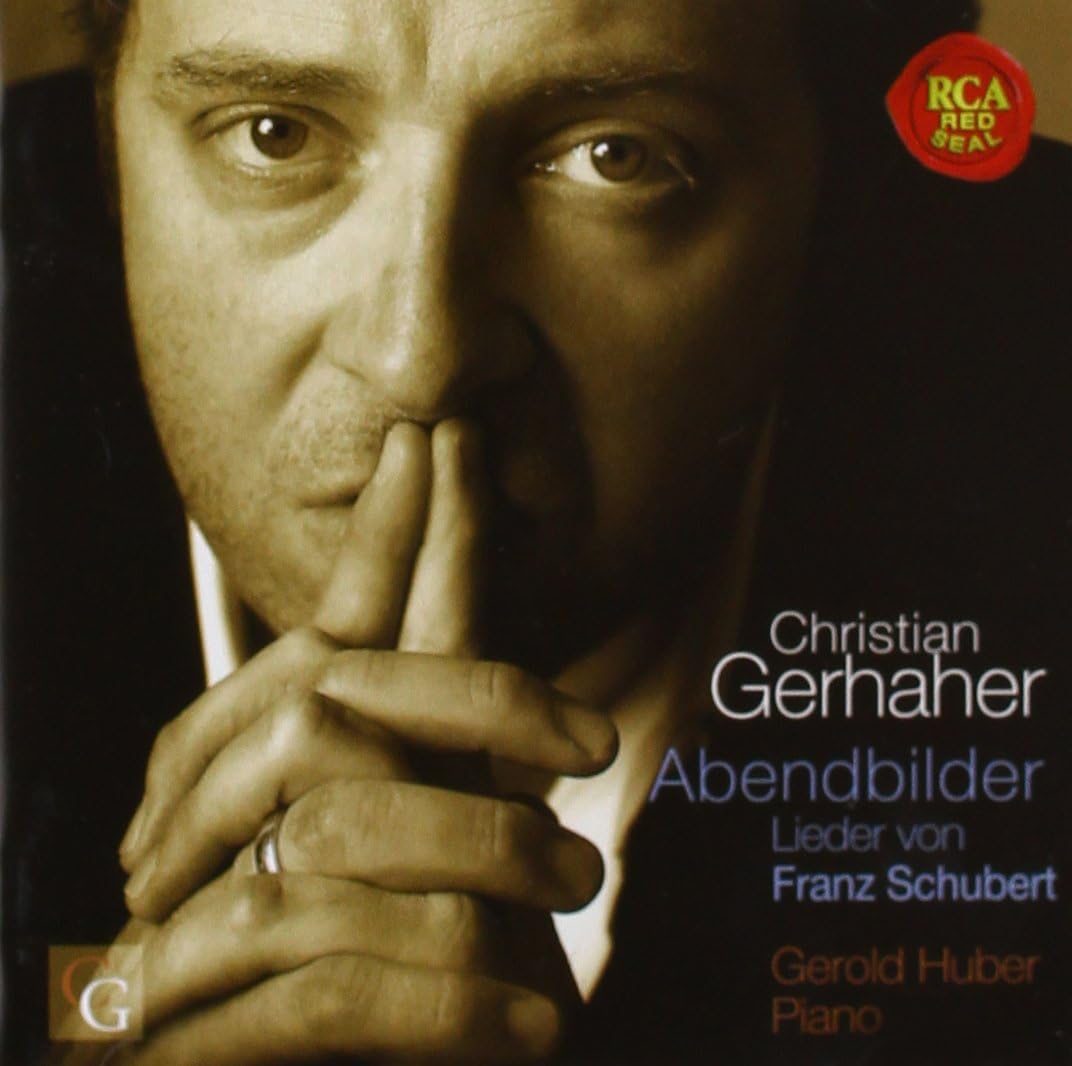 RCA
RED
SEAL
Christian
Gerhaher
Abendbilder
Lieder von
Franz Schubert
Gerold Huber
Piano
CG